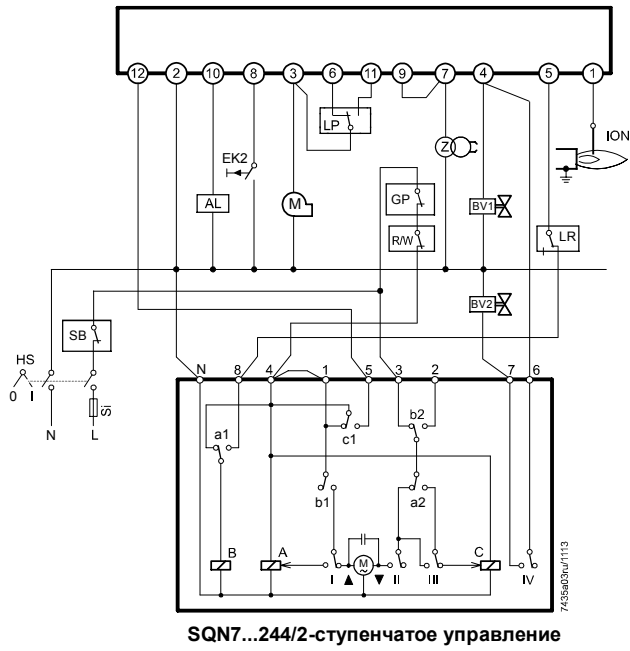 12 2 10 8 3 6 11 9 7 4 5 1
LP
ION
EK2
Z
GP
AL
M
BV1
R/W
LR
BV2
SB
HS
0 I
Si
N L
N 8 4 1 5 3 2 7 6
a1
c1
b2
b1
a2
B A I M ~ II III C IV
7435a03ru/1113
SQN7...244/2-ступенчатое управление